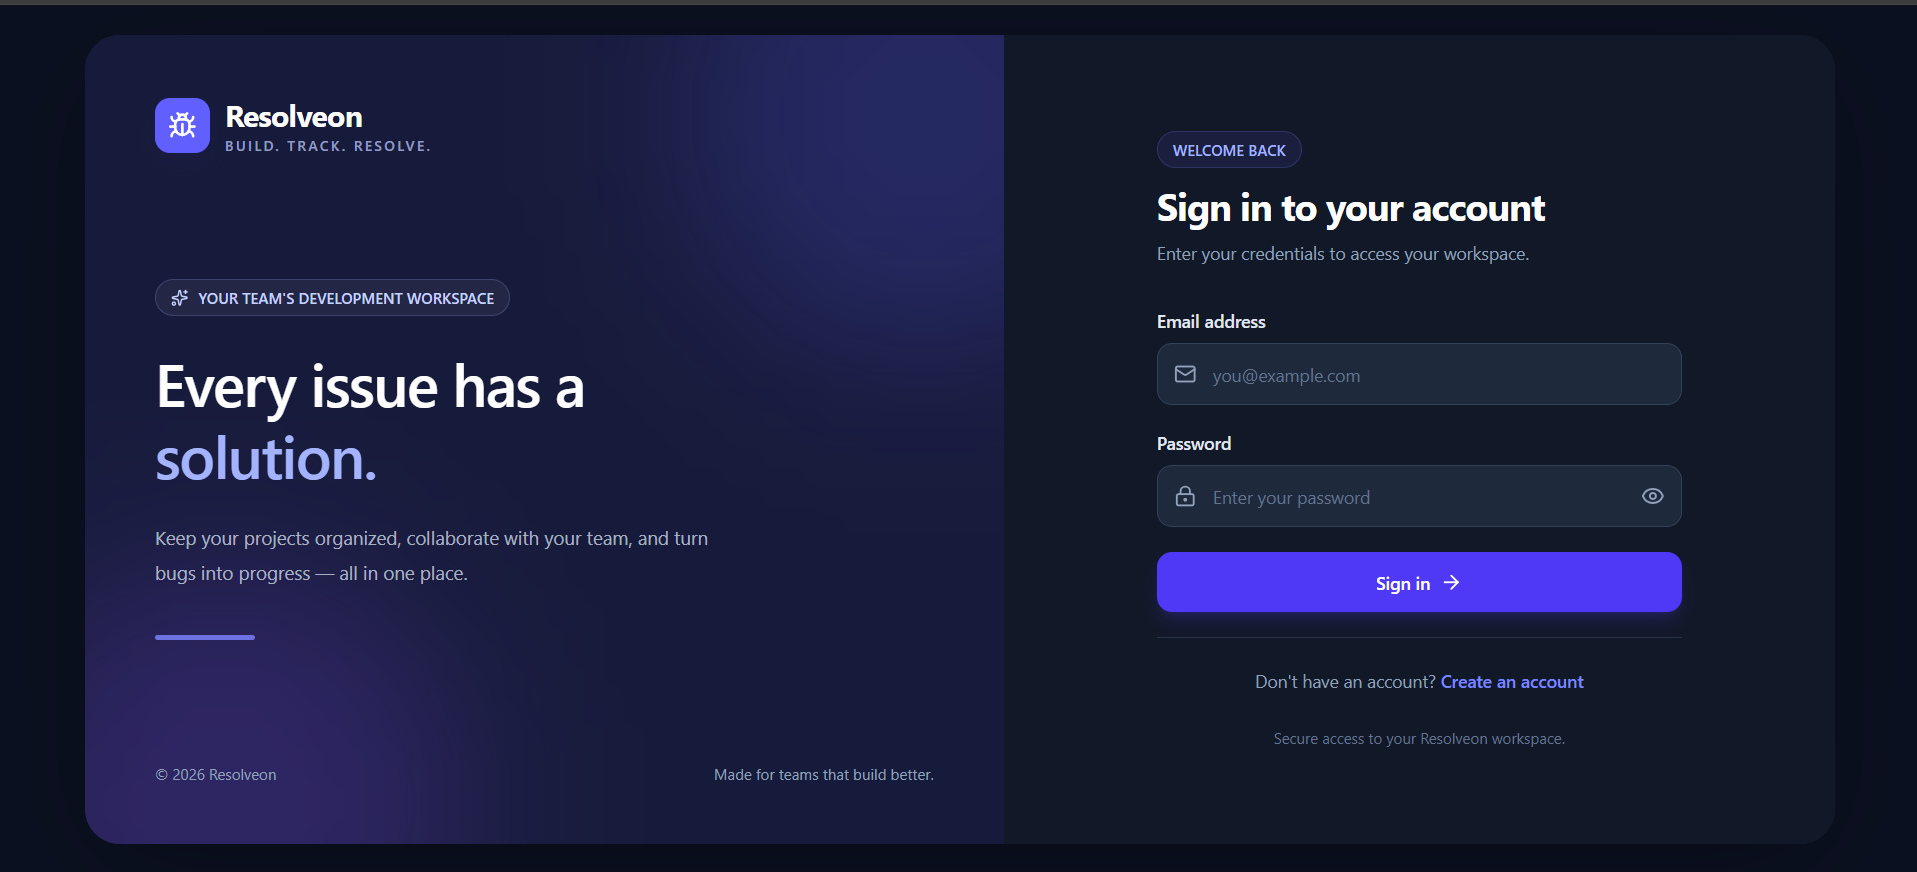 Resolveon
BUILD. TRACK. RESOLVE.
YOUR TEAM'S DEVELOPMENT WORKSPACE
Every issue has a
solution.
Keep your projects organized, collaborate with your team, and turn
bugs into progress — all in one place.
© 2026 Resolveon
Made for teams that build better.
WELCOME BACK
Sign in to your account
Enter your credentials to access your workspace.
Email address
you@example.com
Password
Enter your password
Sign in →
Don't have an account? Create an account
Secure access to your Resolveon workspace.